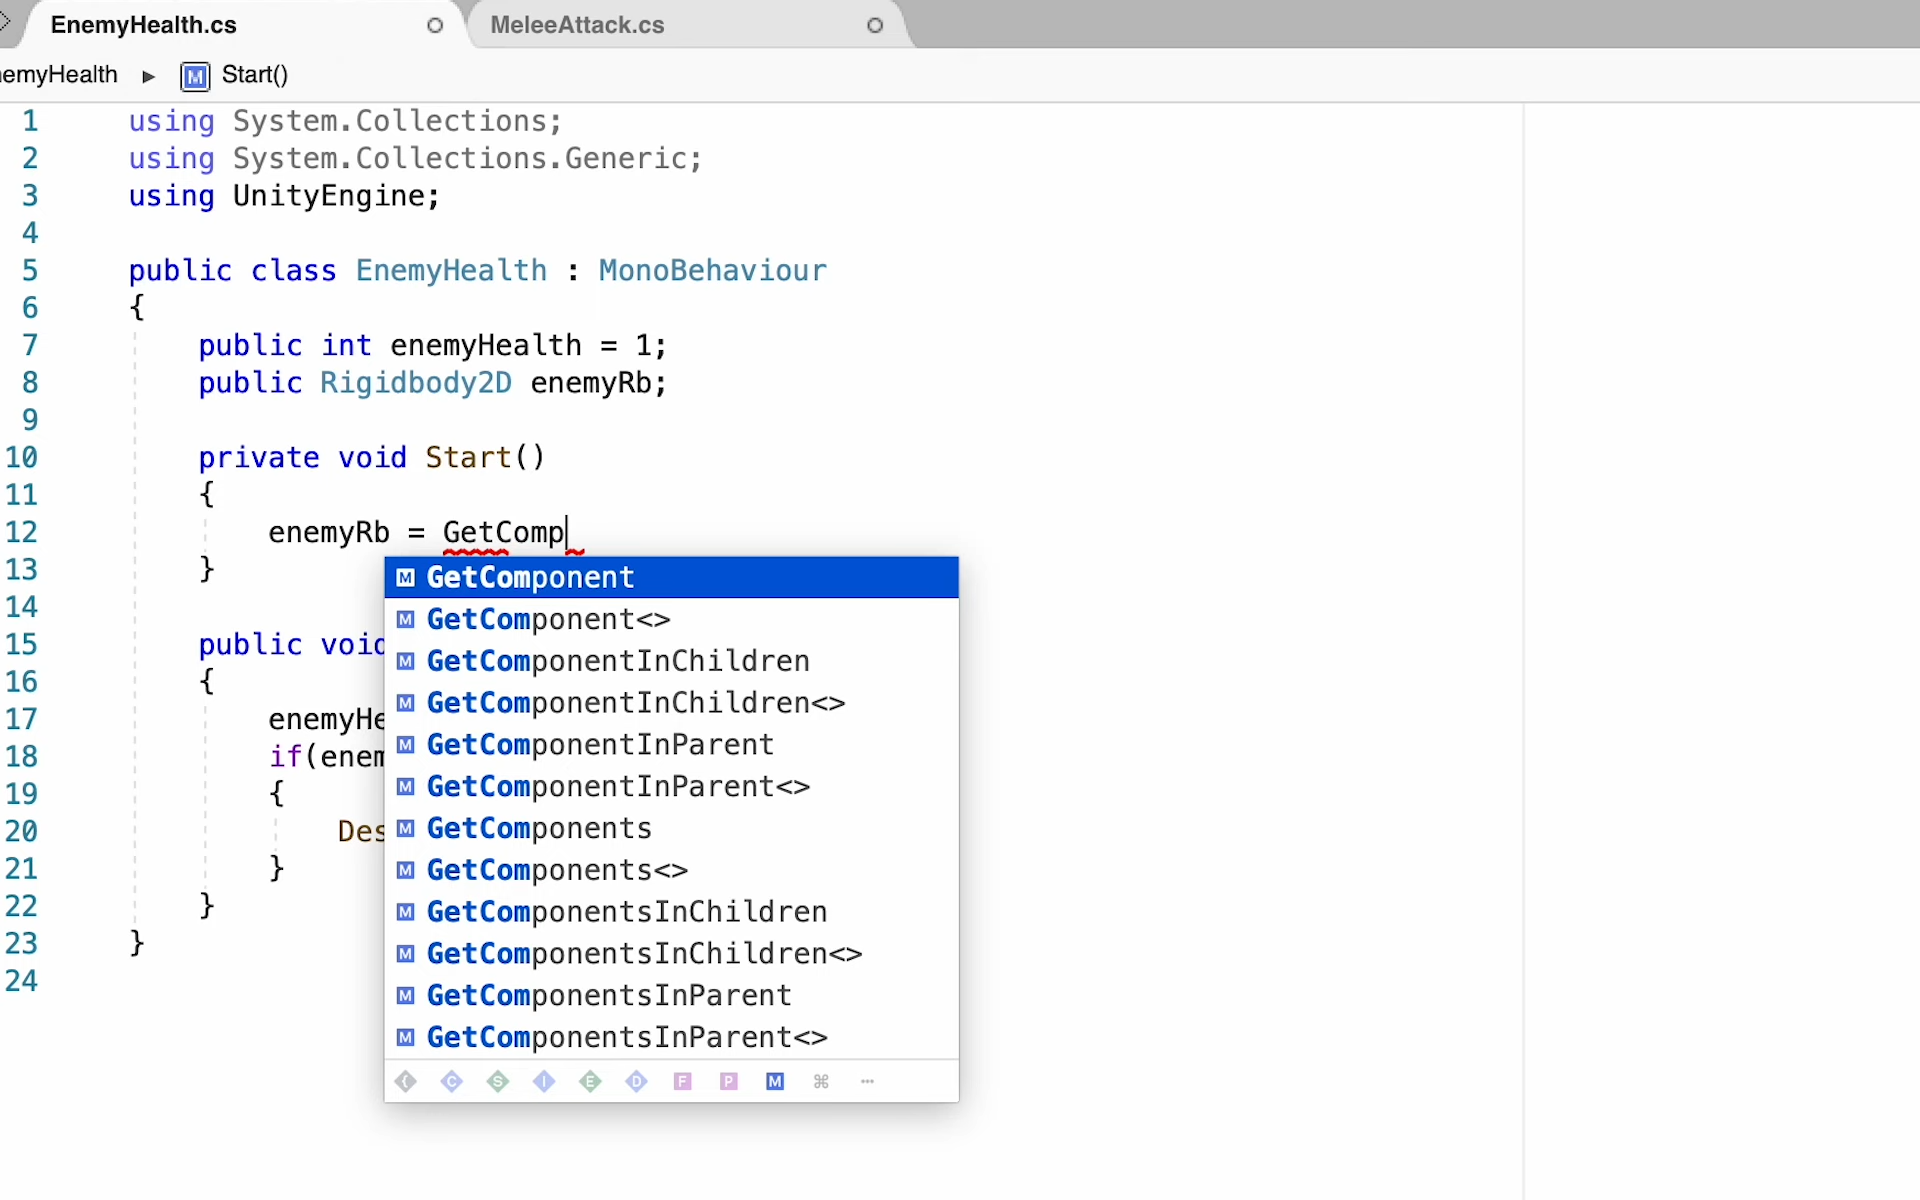 EnemyHealth.cs
MeleeAttack.cs
emyHealth ▸ M Start()
1 using System.Collections;
2 using System.Collections.Generic;
3 using UnityEngine;
4
5 public class EnemyHealth : MonoBehaviour
6 {
7 public int enemyHealth = 1;
8 public Rigidbody2D enemyRb;
9
10 private void Start()
11 {
12 enemyRb = GetComp
13 }
14
15 public void
16 {
17 enemyHe
18 if(enem
19 {
20 Des
21 }
22 }
23 }
24
M GetComponent
M GetComponent<>
M GetComponentInChildren
M GetComponentInChildren<>
M GetComponentInParent
M GetComponentInParent<>
M GetComponents
M GetComponents<>
M GetComponentsInChildren
M GetComponentsInChildren<>
M GetComponentsInParent
M GetComponentsInParent<>
{ C S I E D F P M ⌘ ···